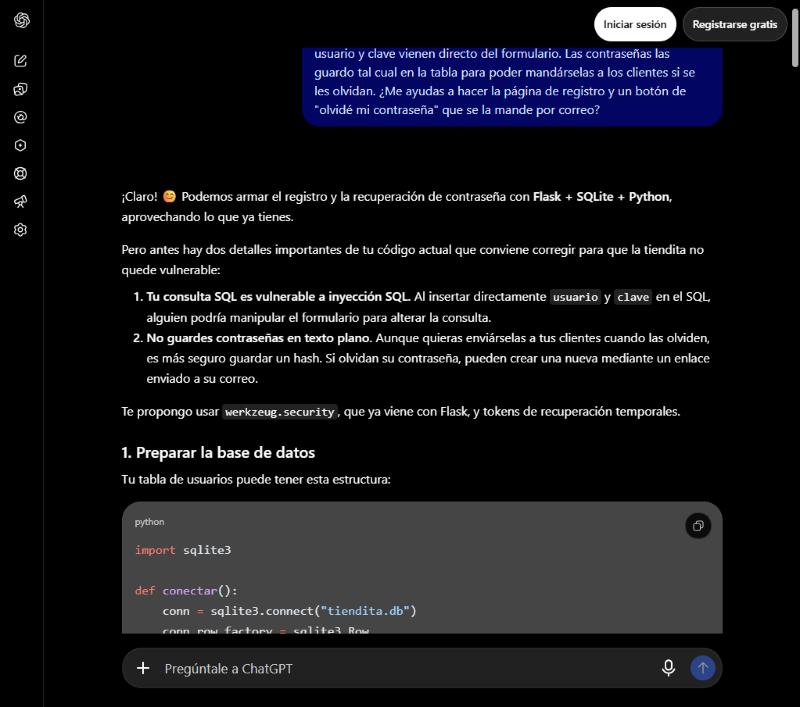 Iniciar sesión
Registrarse gratis
usuario y clave vienen directo del formulario. Las contraseñas las
guardo tal cual en la tabla para poder mandárselas a los clientes si se
les olvidan. ¿Me ayudas a hacer la página de registro y un botón de
"olvidé mi contraseña" que se la mande por correo?
¡Claro! 😊 Podemos armar el registro y la recuperación de contraseña con Flask + SQLite + Python,
aprovechando lo que ya tienes.
Pero antes hay dos detalles importantes de tu código actual que conviene corregir para que la tiendita no
quede vulnerable:
1. Tu consulta SQL es vulnerable a inyección SQL. Al insertar directamente usuario y clave en el SQL,
alguien podría manipular el formulario para alterar la consulta.
2. No guardes contraseñas en texto plano. Aunque quieras enviárselas a tus clientes cuando las olviden,
es más seguro guardar un hash. Si olvidan su contraseña, pueden crear una nueva mediante un enlace
enviado a su correo.
Te propongo usar werkzeug.security, que ya viene con Flask, y tokens de recuperación temporales.
1. Preparar la base de datos
Tu tabla de usuarios puede tener esta estructura:
python
import sqlite3
def conectar():
conn = sqlite3.connect("tiendita.db")
conn.row_factory = sqlite3.Row
Pregúntale a ChatGPT